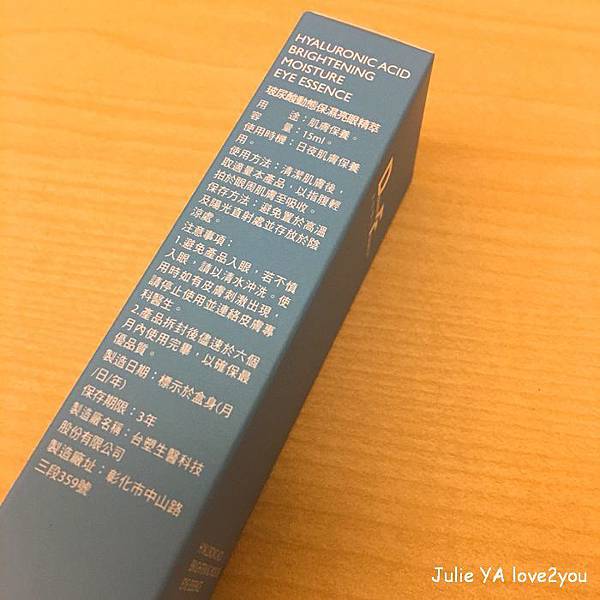 HYALURONIC ACID
BRIGHTENING
MOISTURE
EYE ESSENCE
玻尿酸動態保濕亮眼精萃
用　　途：肌膚保養。
容　　量：15ml。
使用時機：日夜肌膚保養
用。
使用方法：清潔肌膚後，
取適量本產品，以指腹輕
拍於眼周肌膚至吸收。
保存方法：避免置於高溫
及陽光直射處並存放於陰
涼處。
注意事項：
1.避免產品入眼，若不慎
入眼，請以清水沖洗。使
用時如有皮膚刺激出現，
請停止使用並連絡皮膚專
科醫生。
2.產品拆封後儘速於六個
月內使用完畢，以確保最
優品質。
製造日期：標示於盒身(月
/日/年)
保存期限：3年
製造廠名稱：台塑生醫科技
股份有限公司
製造廠址：彰化市中山路
三段359號
Julie YA love2you